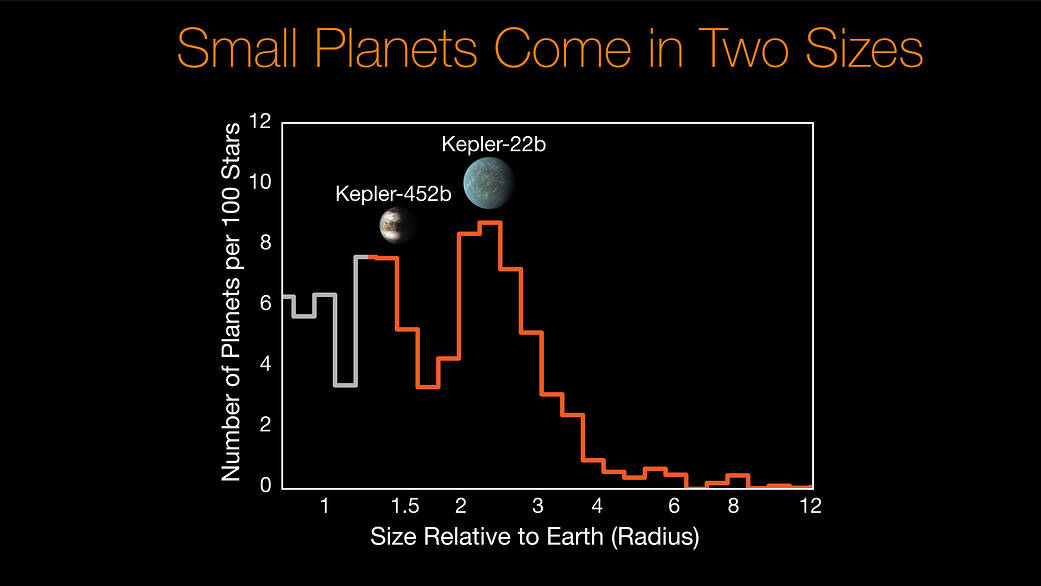 Small Planets Come in Two Sizes
Number of Planets per 100 Stars
12
10
8
6
4
2
0
Kepler-22b
Kepler-452b
1 1.5 2 3 4 6 8 12
Size Relative to Earth (Radius)